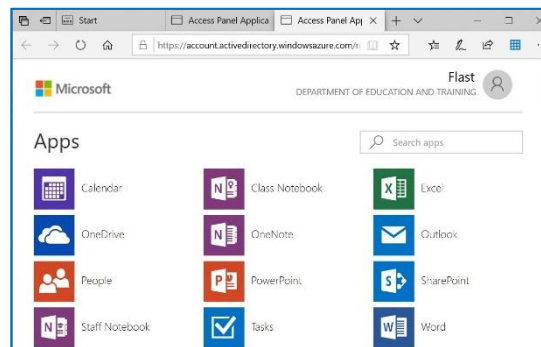 Start Access Panel Applica Access Panel Ap
https://account.activedirectory.windowsazure.com/r
Microsoft
Flast
DEPARTMENT OF EDUCATION AND TRAINING
Apps
Search apps
Calendar Class Notebook Excel
OneDrive OneNote Outlook
People PowerPoint SharePoint
Staff Notebook Tasks Word